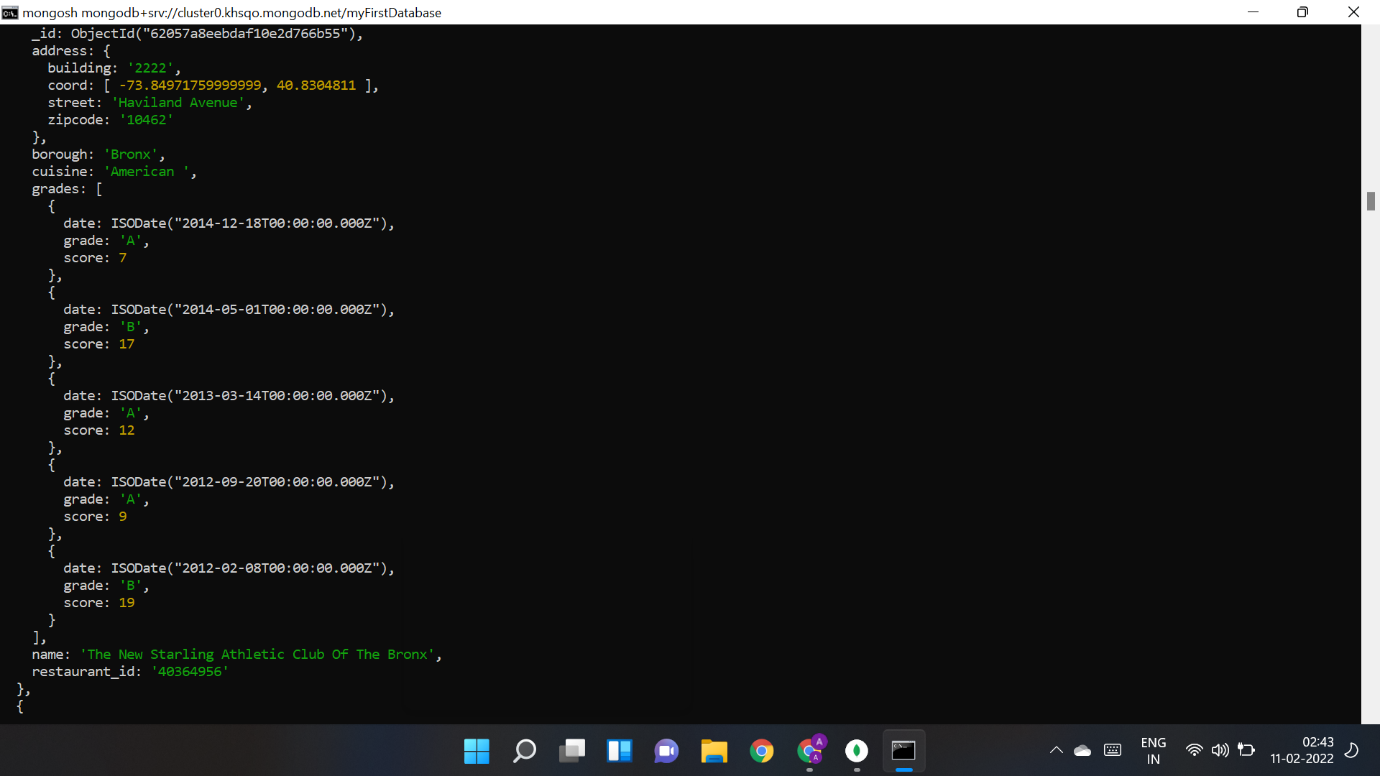 mongosh mongodb+srv://cluster0.khsqo.mongodb.net/myFirstDatabase
_id: ObjectId("62057a8eebdaf10e2d766b55"),
address: {
building: '2222',
coord: [ -73.84971759999999, 40.8304811 ],
street: 'Haviland Avenue',
zipcode: '10462'
},
borough: 'Bronx',
cuisine: 'American ',
grades: [
{
date: ISODate("2014-12-18T00:00:00.000Z"),
grade: 'A',
score: 7
},
{
date: ISODate("2014-05-01T00:00:00.000Z"),
grade: 'B',
score: 17
},
{
date: ISODate("2013-03-14T00:00:00.000Z"),
grade: 'A',
score: 12
},
{
date: ISODate("2012-09-20T00:00:00.000Z"),
grade: 'A',
score: 9
},
{
date: ISODate("2012-02-08T00:00:00.000Z"),
grade: 'B',
score: 19
}
],
name: 'The New Starling Athletic Club Of The Bronx',
restaurant_id: '40364956'
},
{
A
A
ENG
IN
02:43
11-02-2022